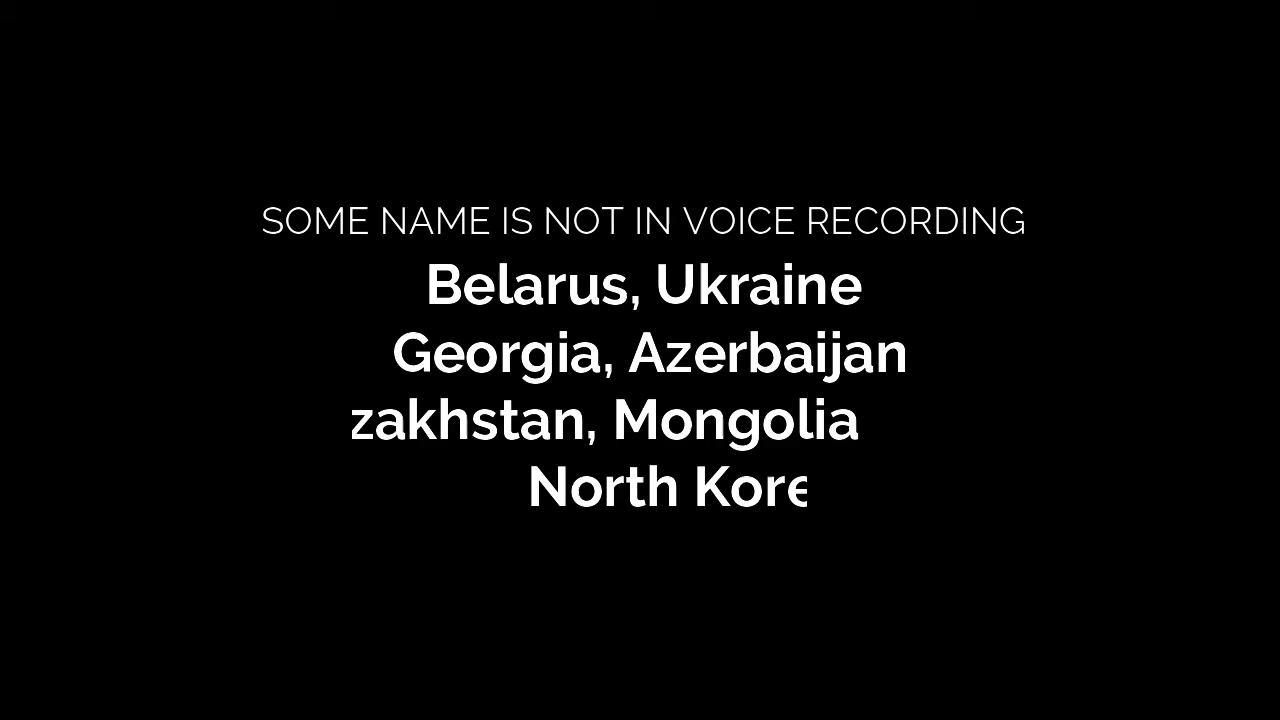 SOME NAME IS NOT IN VOICE RECORDING
Belarus, Ukraine
Georgia, Azerbaijan
zakhstan, Mongolia
North Kore